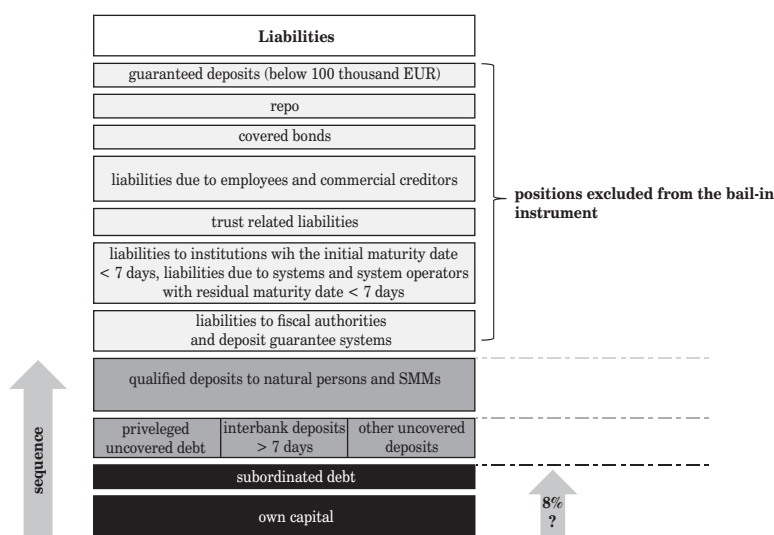 Liabilities
guaranteed deposits (below 100 thousand EUR)
repo
covered bonds
liabilities due to employees and commercial creditors
trust related liabilities
liabilities to institutions wih the initial maturity date
< 7 days, liabilities due to systems and system operators
with residual maturity date < 7 days
liabilities to fiscal authorities
and deposit guarantee systems
positions excluded from the bail-in
instrument
qualified deposits to natural persons and SMMs
priveleged
uncovered debt
interbank deposits
> 7 days
other uncovered
deposits
subordinated debt
own capital
sequence
8%
?